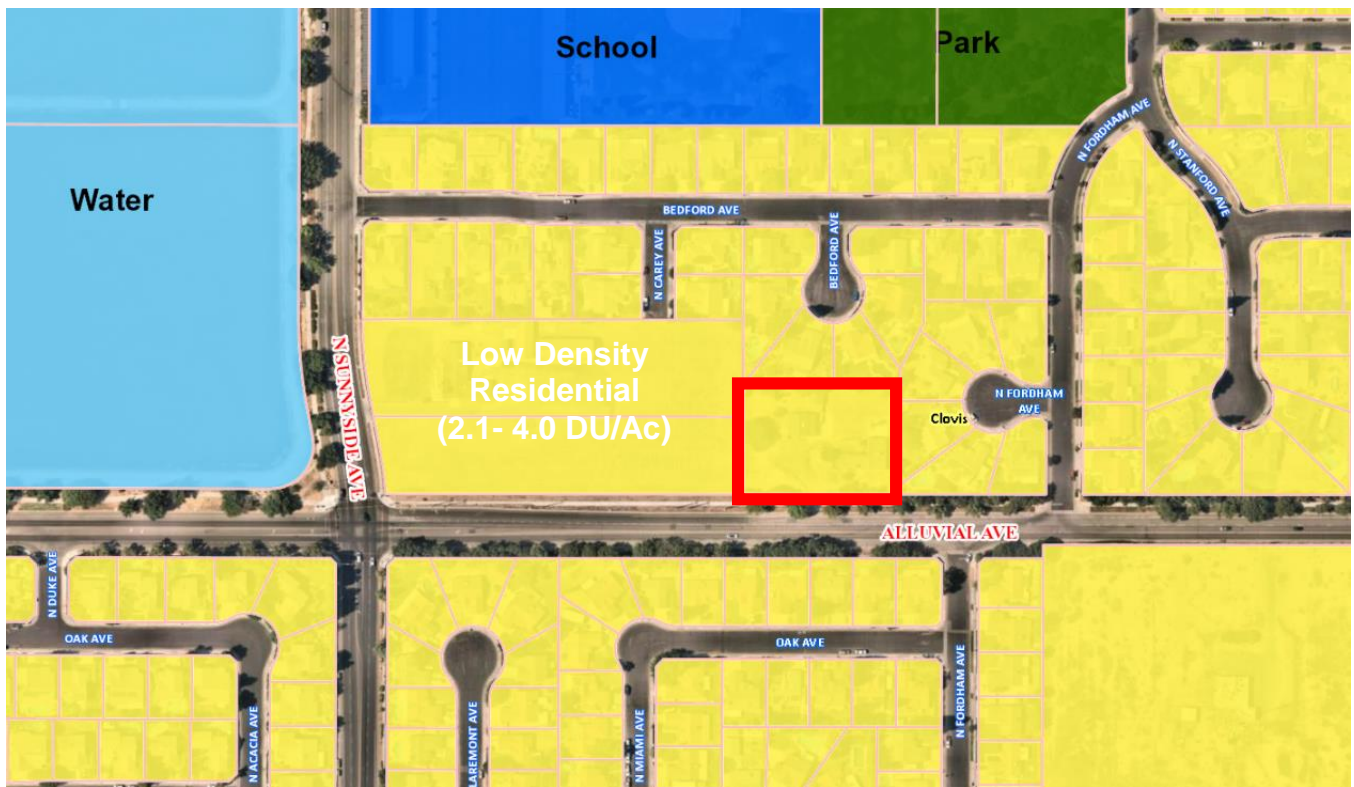 School
Park
Water
N FORDHAM AVE
N STANFORD AVE
BEDFORD AVE
N CAREY AVE
BEDFORD AVE
N SUNNYSIDE AVE
Low Density
Residential
(2.1- 4.0 DU/Ac)
N FORDHAM
AVE
Clovis
ALLUVIAL AVE
N DUKE AVE
OAK AVE
OAK AVE
N ACACIA AVE
LAREMONT AVE
N MIAMI AVE
N FORDHAM AVE